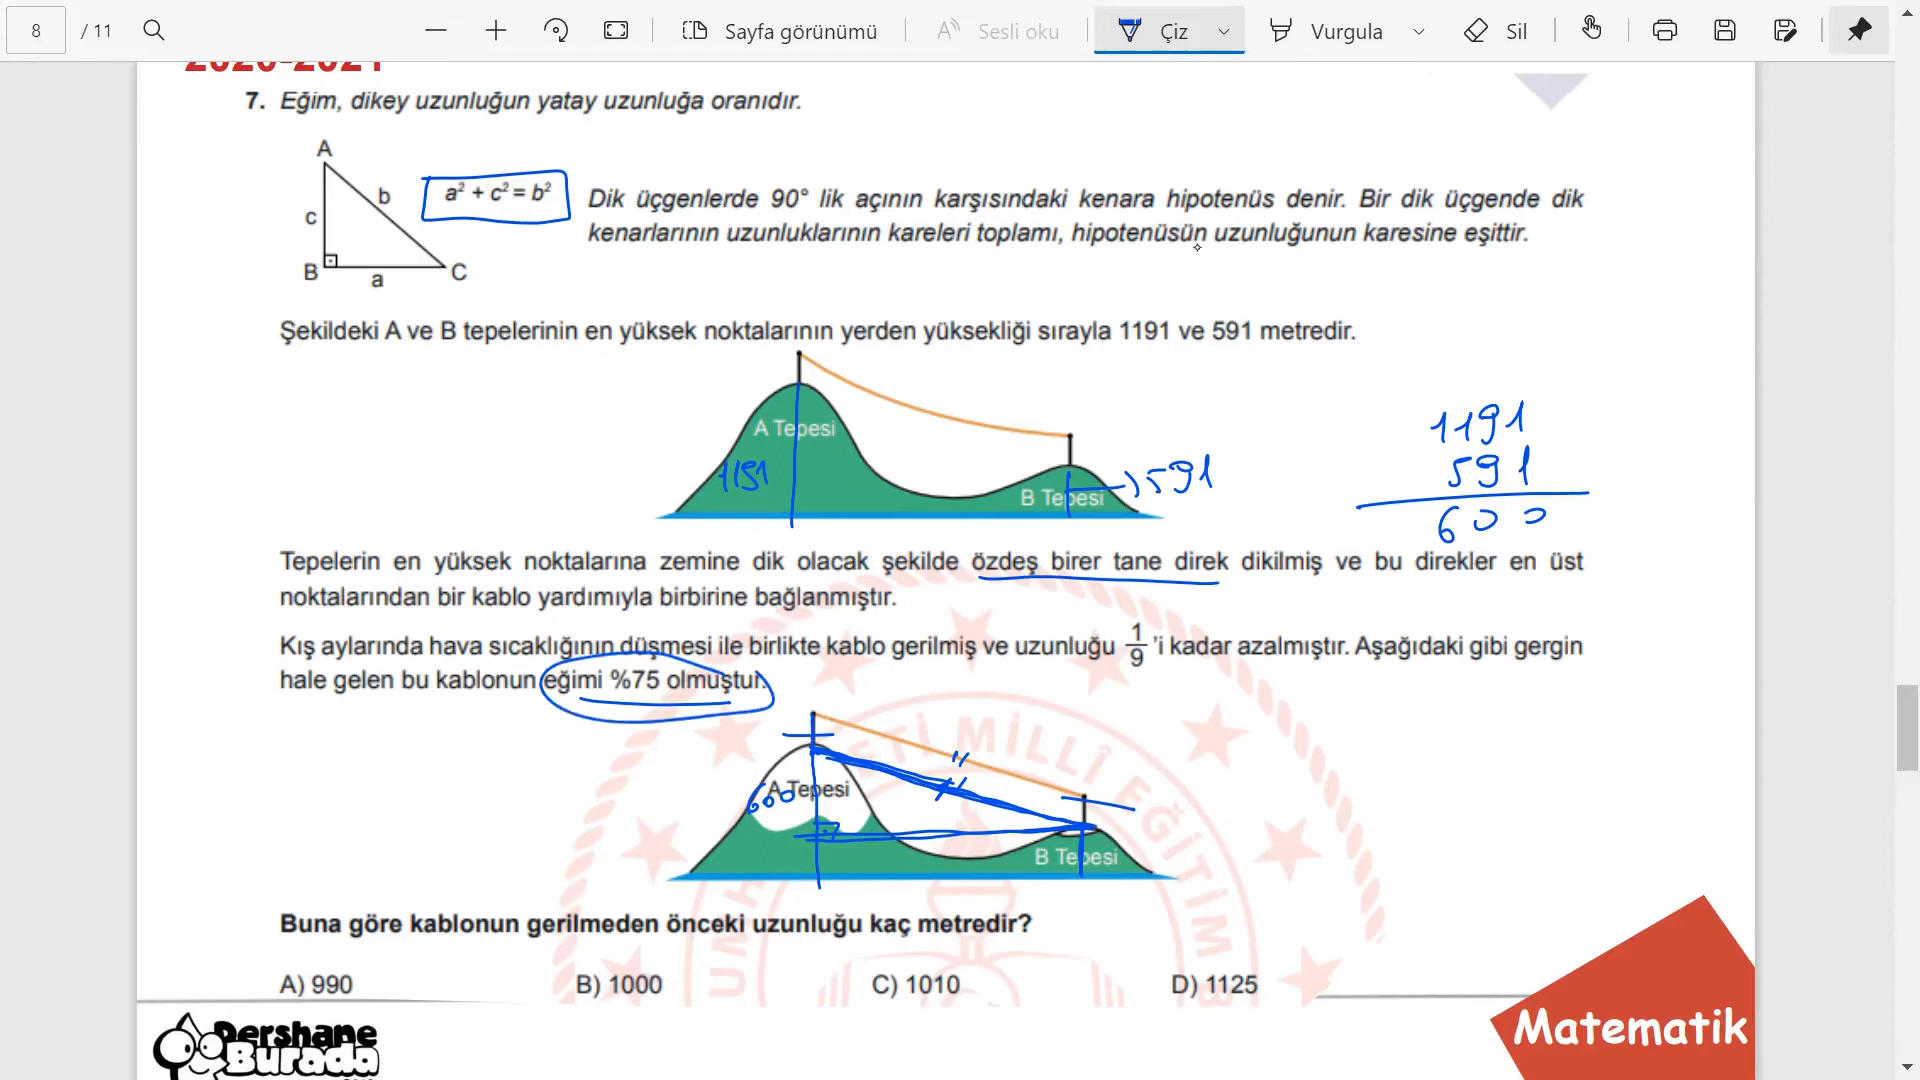 8 / 11 Sayfa görünümü Sesli oku Çiz Vurgula Sil
2020-2021
7. Eğim, dikey uzunluğun yatay uzunluğa oranıdır.
A
b
c
B
a
C
a² + c² = b²
Dik üçgenlerde 90° lik açının karşısındaki kenara hipotenüs denir. Bir dik üçgende dik
kenarlarının uzunluklarının kareleri toplamı, hipotenüsün uzunluğunun karesine eşittir.
Şekildeki A ve B tepelerinin en yüksek noktalarının yerden yüksekliği sırayla 1191 ve 591 metredir.
A Tepesi
1191
B Tepesi
591
1191
591
600
Tepelerin en yüksek noktalarına zemine dik olacak şekilde özdeş birer tane direk dikilmiş ve bu direkler en üst
noktalarından bir kablo yardımıyla birbirine bağlanmıştır.
Kış aylarında hava sıcaklığının düşmesi ile birlikte kablo gerilmiş ve uzunluğu 1/9 'i kadar azalmıştır. Aşağıdaki gibi gergin
hale gelen bu kablonun eğimi %75 olmuştur.
A Tepesi
600
B Tepesi
Buna göre kablonun gerilmeden önceki uzunluğu kaç metredir?
A) 990 B) 1000 C) 1010 D) 1125
Dershane
Burada
Matematik